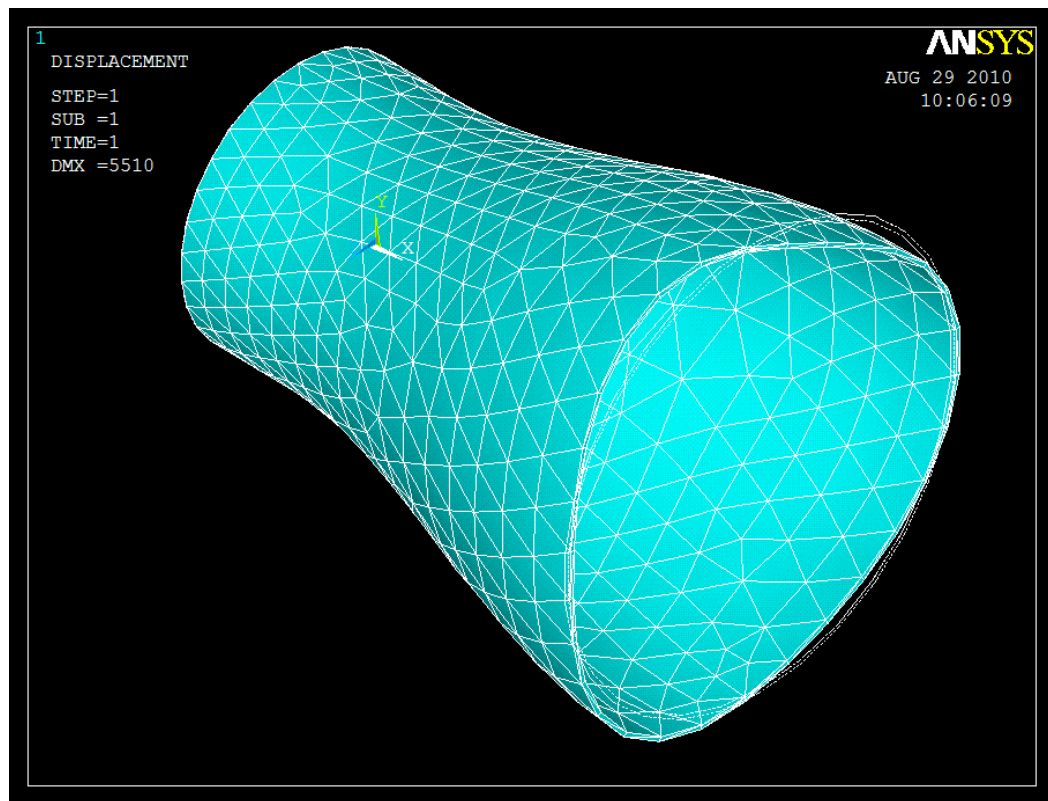 1
DISPLACEMENT
STEP=1
SUB =1
TIME=1
DMX =5510
ANSYS
AUG 29 2010
10:06:09
Y
X